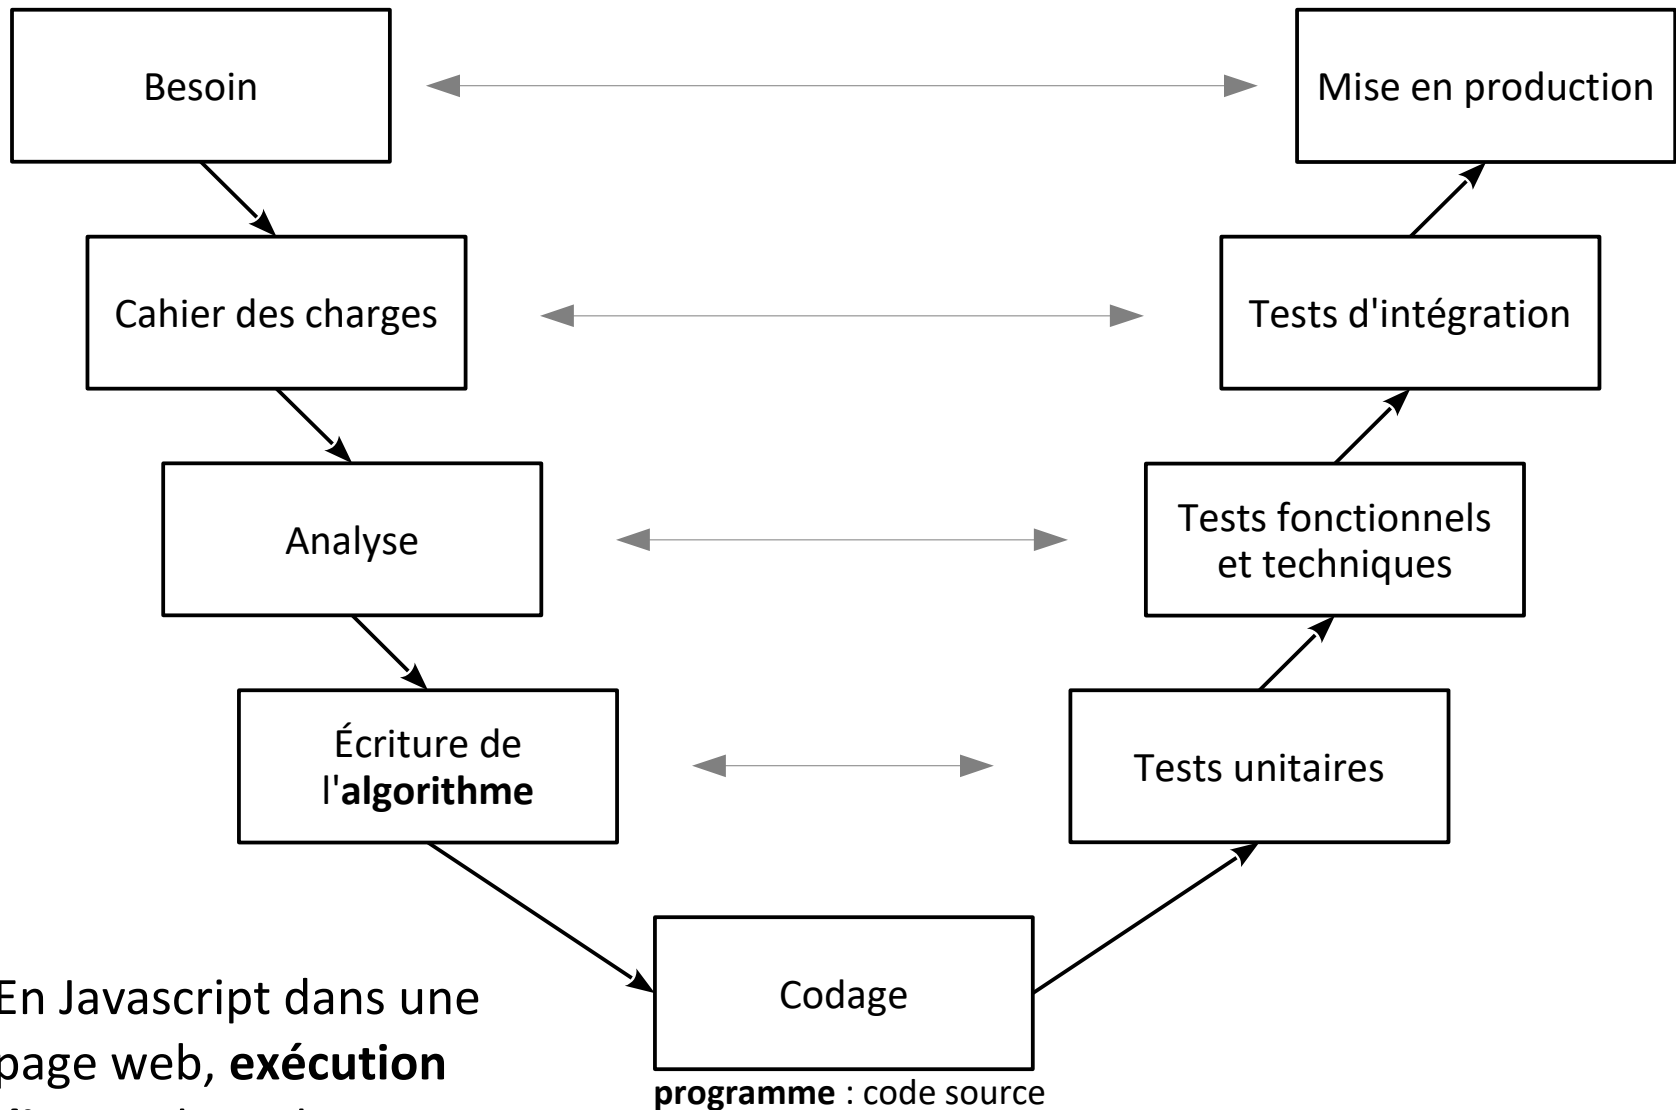 Besoin
Mise en production
Cahier des charges
Tests d'intégration
Analyse
Tests fonctionnels
et techniques
Écriture de
l'algorithme
Tests unitaires
Codage
programme : code source
En Javascript dans une
page web, exécution